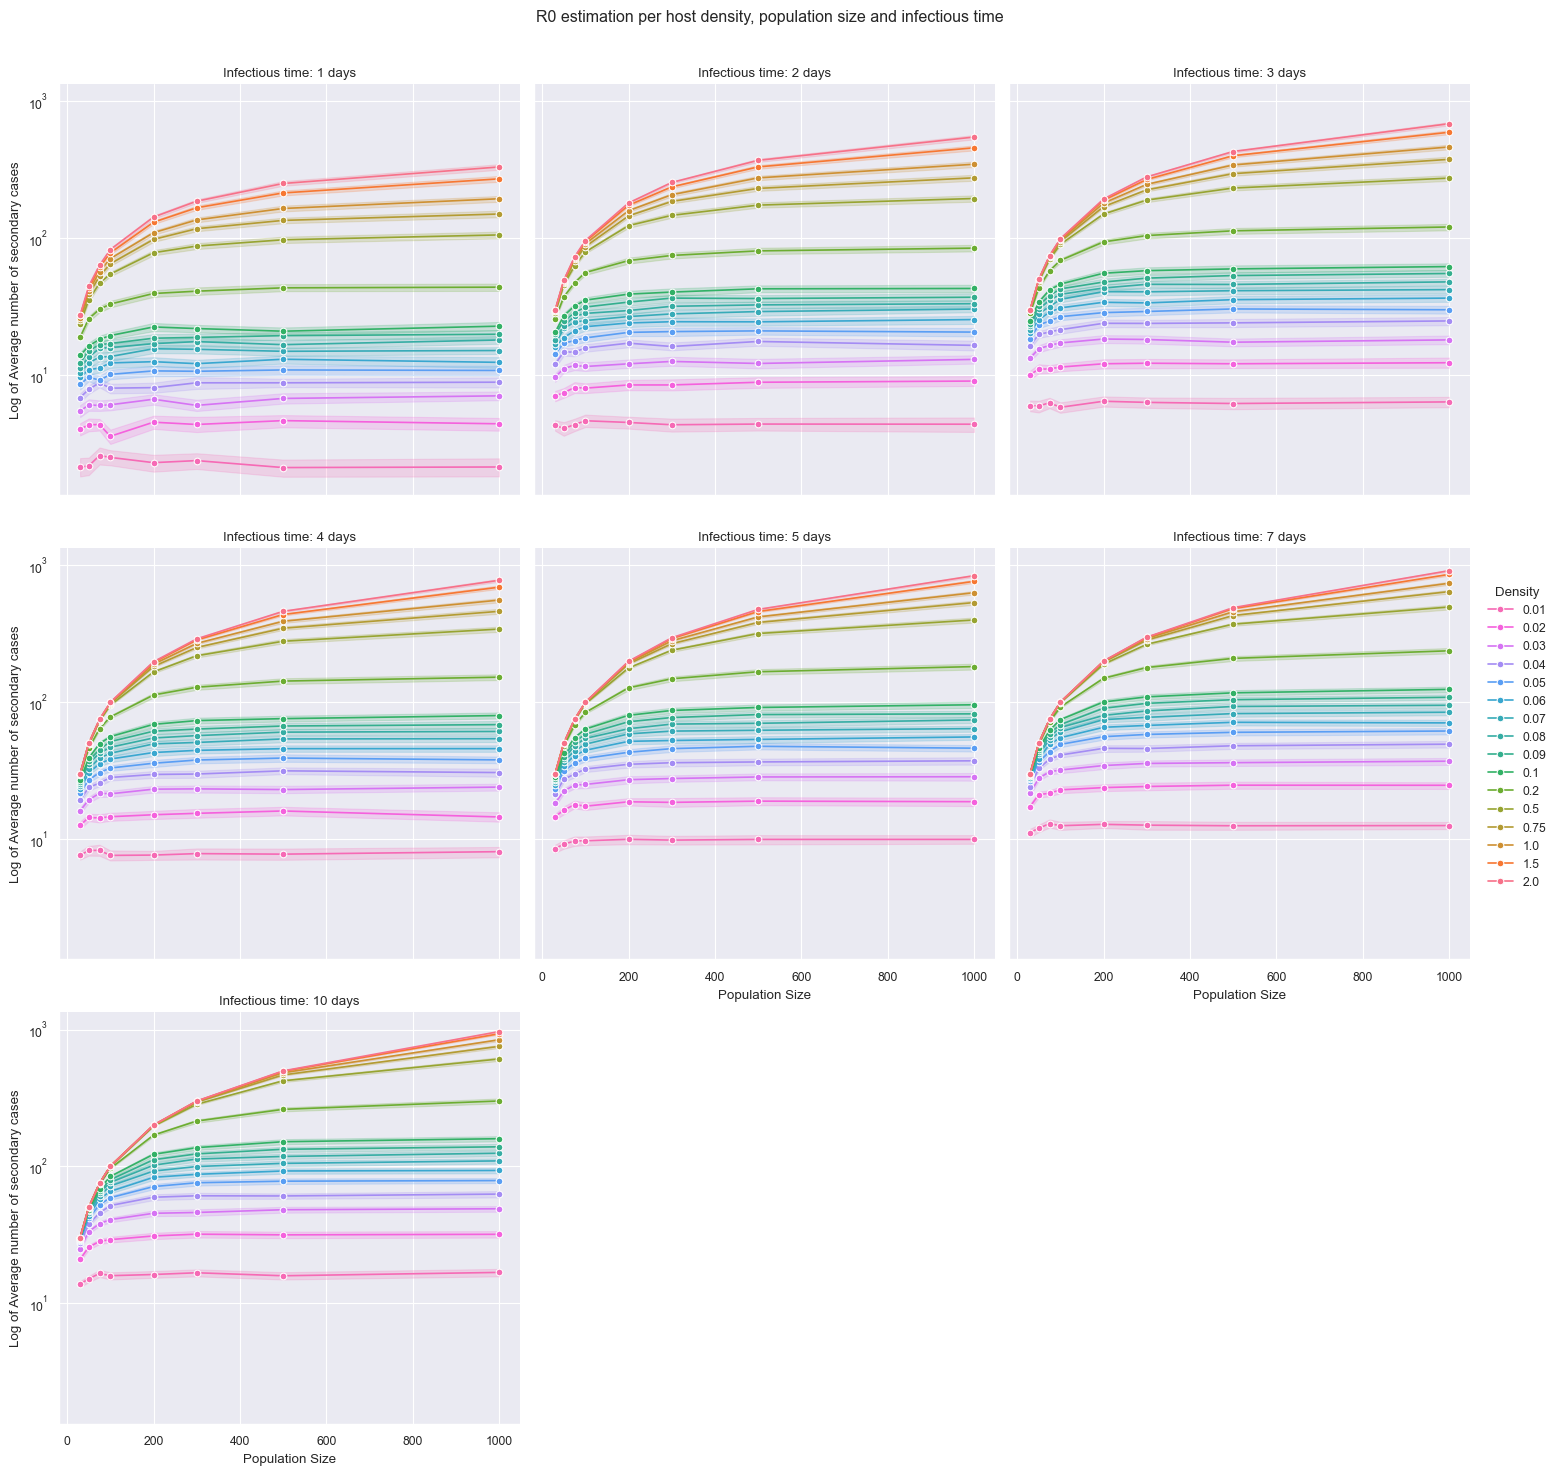 R0 estimation per host density, population size and infectious time
Infectious time: 1 days
Infectious time: 2 days
Infectious time: 3 days
10³
10²
10¹
Log of Average number of secondary cases
Infectious time: 4 days
Infectious time: 5 days
Infectious time: 7 days
10³
10²
10¹
Log of Average number of secondary cases
0 200 400 600 800 1000
Population Size
0 200 400 600 800 1000
Population Size
Density
0.01
0.02
0.03
0.04
0.05
0.06
0.07
0.08
0.09
0.1
0.2
0.5
0.75
1.0
1.5
2.0
Infectious time: 10 days
10³
10²
10¹
Log of Average number of secondary cases
0 200 400 600 800 1000
Population Size